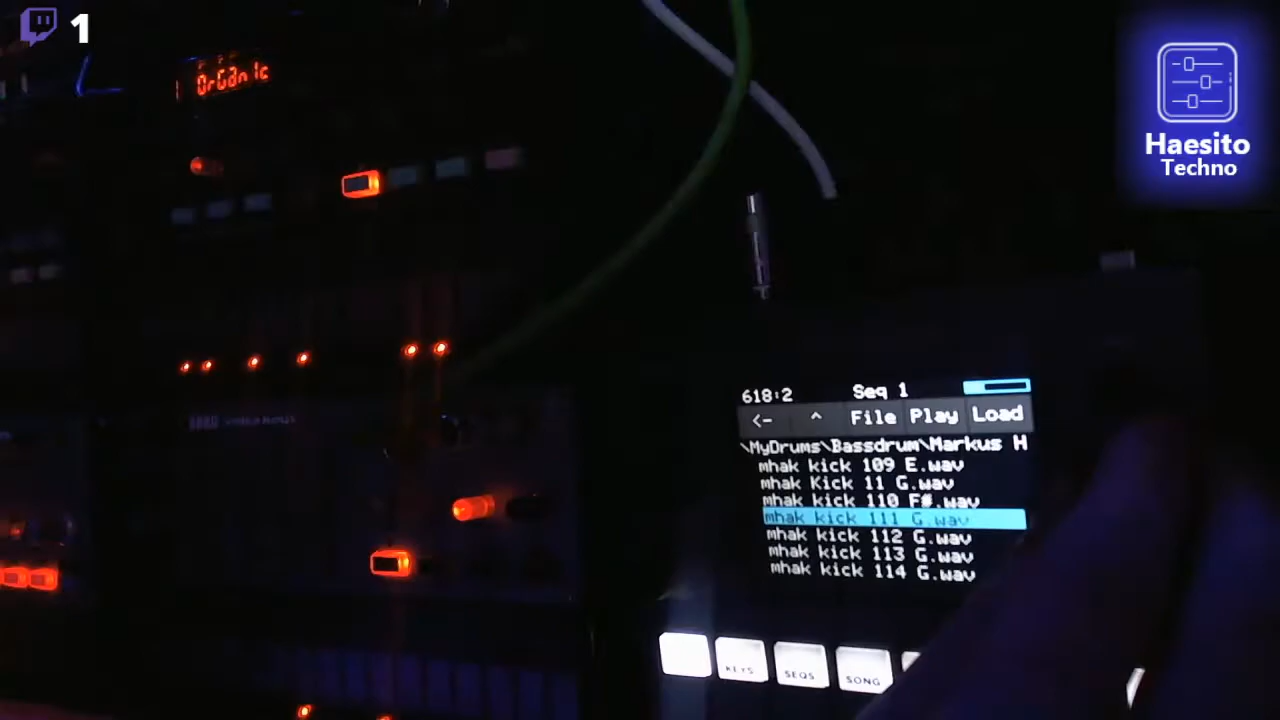 1
OrGan1c
Haesito
Techno
618:2 Seq 1
<- ^ File Play Load
\MyDrums\Bassdrum\Markus H
mhak kick 109 E.wav
mhak Kick 11 G.wav
mhak kick 110 F#.wav
mhak kick 111 G.wav
mhak kick 112 G.wav
mhak kick 113 G.wav
mhak kick 114 G.wav
KEYS SEQS SONG